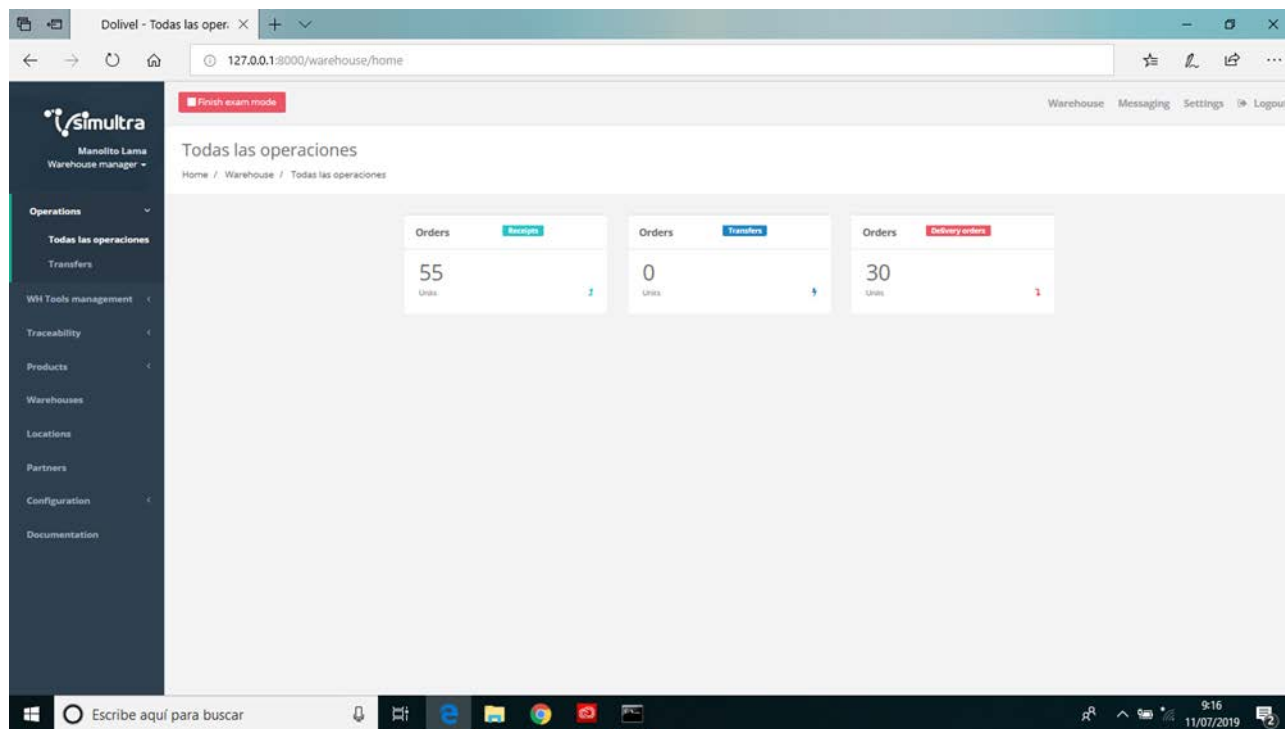 Dolivel - Todas las oper.
127.0.0.1:8000/warehouse/home
simultra
Manolito Lama
Warehouse manager
Finish exam mode
Warehouse Messaging Settings Logout
Todas las operaciones
Home / Warehouse / Todas las operaciones
Operations
Todas las operaciones
Transfers
WH Tools management
Traceability
Products
Warehouses
Locations
Partners
Configuration
Documentation
Orders Receipts
55
Units
Orders Transfers
0
Units
Orders Delivery orders
30
Units
Escribe aquí para buscar
9:16
11/07/2019
2